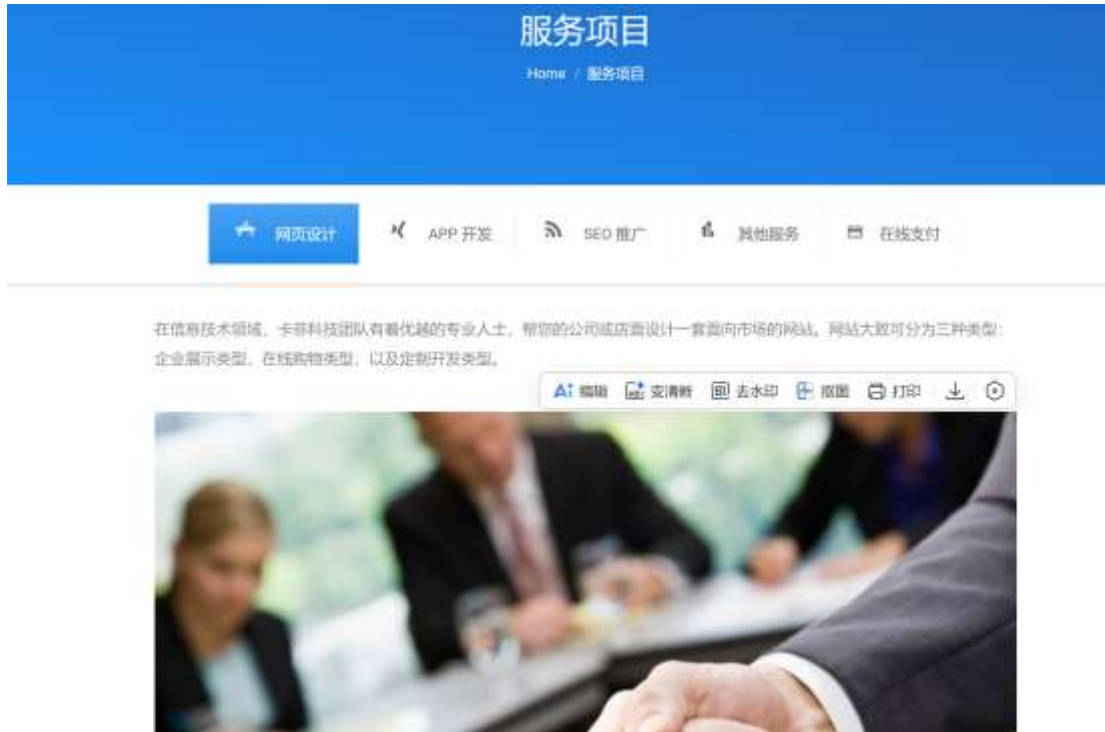 服务项目
Home / 服务项目
网页设计
APP 开发
SEO 推广
其他服务
在线支付
在信息技术领域，卡菲科技团队有着优越的专业人士，帮您的公司或店面设计一套面向市场的网站。网站大致可分为三种类型：
企业展示类型，在线购物类型，以及定制开发类型。
编辑 变清晰 去水印 抠图 打印